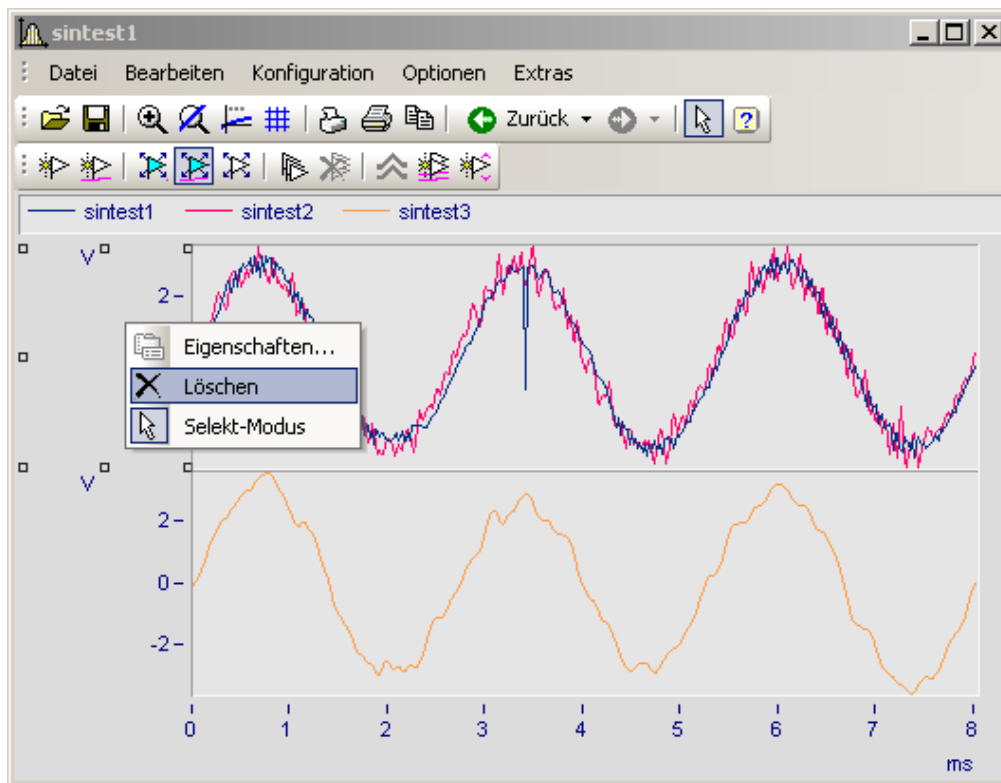 sintest1
Datei Bearbeiten Konfiguration Optionen Extras
Zurück
sintest1 sintest2 sintest3
V
2
Eigenschaften...
Löschen
Selekt-Modus
V
2
0
-2
0 1 2 3 4 5 6 7 8
ms